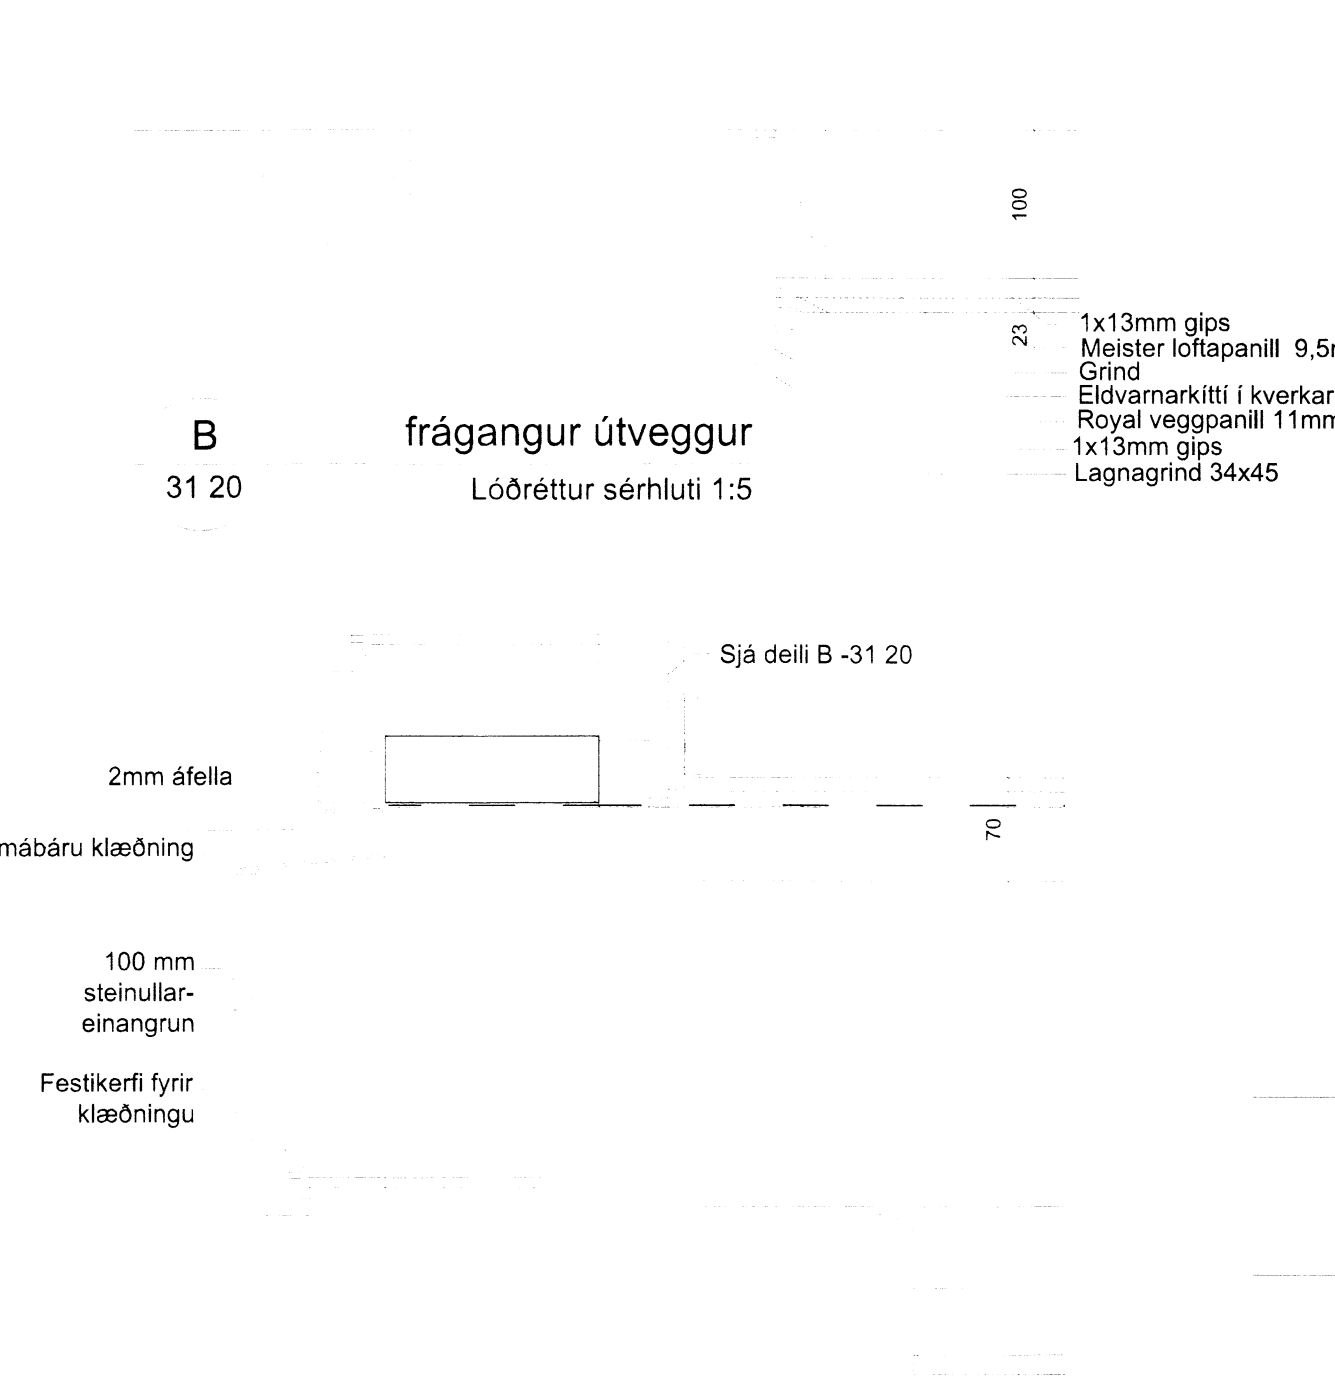 100
23
1x13mm gips
Meister loftapanill 9,5
Grind
Eldvarnarkíttí í kverkar
Royal veggpanill 11mm
1x13mm gips
Lagnagrind 34x45
B
31 20
frágangur útveggur
Lóðréttur sérhluti 1:5
Sjá deili B -31 20
2mm áfella
70
mábáru klæðning
100 mm
steinullar-
einangrun
Festikerfi fyrir
klæðningu